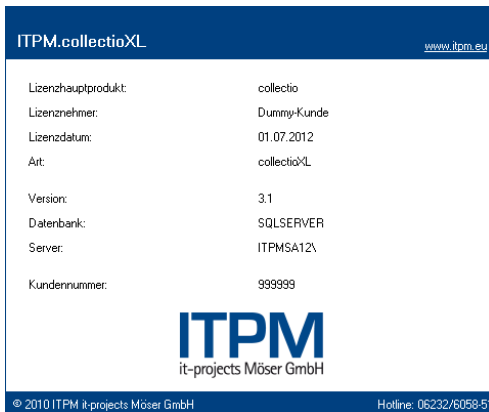 ITPM.collectioXL
www.itpm.eu
Lizenzhauptprodukt: collectio
Lizenznehmer: Dummy-Kunde
Lizenzdatum: 01.07.2012
Art: collectioXL
Version: 3.1
Datenbank: SQLSERVER
Server: ITPMSA12\
Kundennummer: 999999
ITPM
it-projects Möser GmbH
© 2010 ITPM it-projects Möser GmbH Hotline: 06232/6058-5